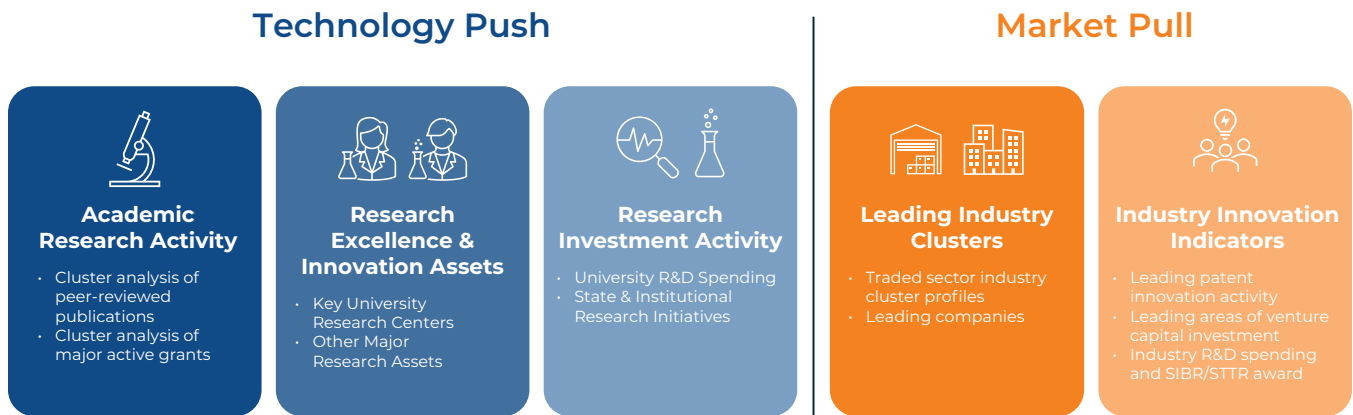 Technology Push
Market Pull
Academic
Research Activity
• Cluster analysis of
peer-reviewed
publications
• Cluster analysis of
major active grants
Research
Excellence &
Innovation Assets
• Key University
Research Centers
• Other Major
Research Assets
Research
Investment Activity
• University R&D Spending
• State & Institutional
Research Initiatives
Leading Industry
Clusters
• Traded sector industry
cluster profiles
• Leading companies
Industry Innovation
Indicators
• Leading patent
innovation activity
• Leading areas of venture
capital investment
• Industry R&D spending
and SIBR/STTR award